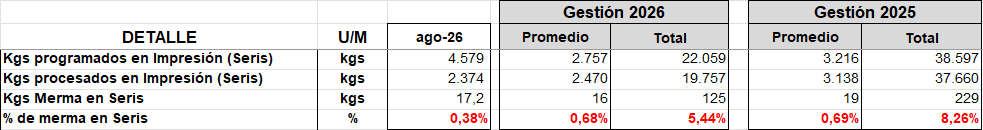 Gestión 2026 Gestión 2025
DETALLE U/M ago-26 Promedio Total Promedio Total
Kgs programados en Impresión (Seris) kgs 4.579 2.757 22.059 3.216 38.597
Kgs procesados en Impresión (Seris) kgs 2.374 2.470 19.757 3.138 37.660
Kgs Merma en Seris kgs 17,2 16 125 19 229
% de merma en Seris % 0,38% 0,68% 5,44% 0,69% 8,26%